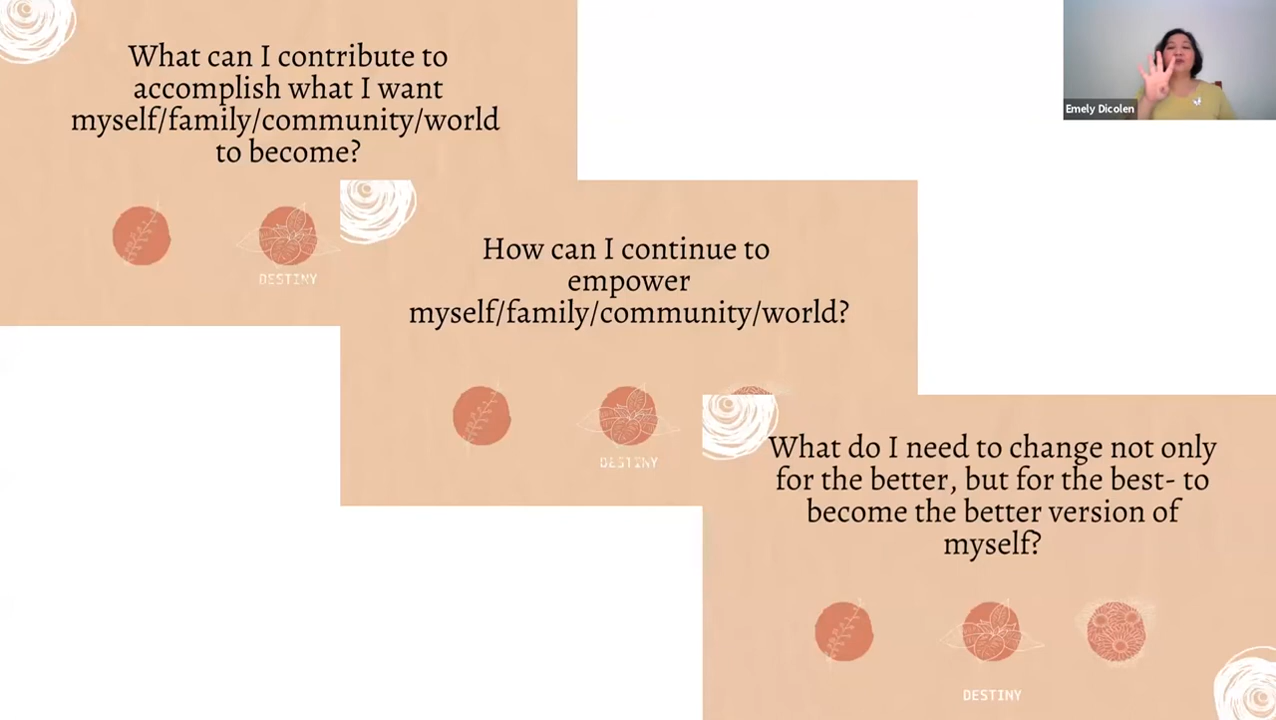 What can I contribute to
accomplish what I want
myself/family/community/world
to become?
DESTINY
Emely Dicolen
How can I continue to
empower
myself/family/community/world?
DESTINY
What do I need to change not only
for the better, but for the best- to
become the better version of
myself?
DESTINY